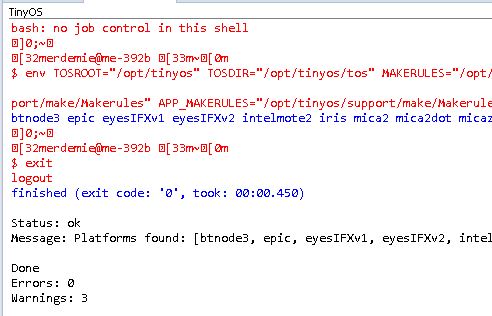 TinyOS
bash: no job control in this shell
]0;~
[32merdemie@me-392b [33m~[0m
$ env TOSROOT="/opt/tinyos" TOSDIR="/opt/tinyos/tos" MAKERULES="/opt/
port/make/Makerules" APP_MAKERULES="/opt/tinyos/support/make/Makerule
btnode3 epic eyesIFXv1 eyesIFXv2 intelmote2 iris mica2 mica2dot micaz
]0;~
[32merdemie@me-392b [33m~[0m
$ exit
logout
finished (exit code: '0', took: 00:00.450)
Status: ok
Message: Platforms found: [btnode3, epic, eyesIFXv1, eyesIFXv2, intel
Done
Errors: 0
Warnings: 3